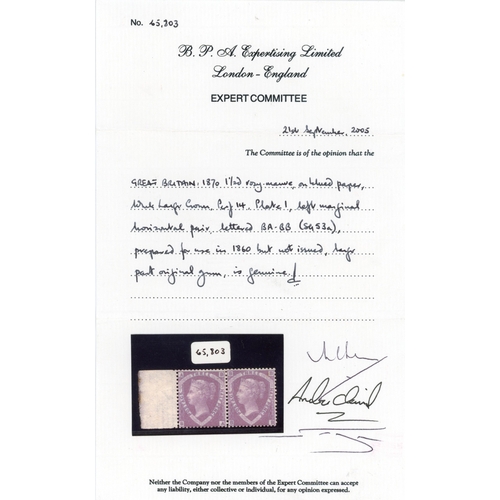 No. 45,803
B. P. A. Expertising Limited
London - England
EXPERT COMMITTEE
21st September, 2005
The Committee is of the opinion that the
GREAT BRITAIN: 1870 1½d rosy mauve, on blued paper,
Wmk Large Crown, Perf 14. Plate 1, left marginal
horizontal pair, lettered BA-BB (SG53a),
prepared for use in 1860 but not issued, large
part original gum, is genuine.
45,803
Neither the Company nor the members of the Expert Committee can accept
any liability, either collective or individual, for any opinion expressed.